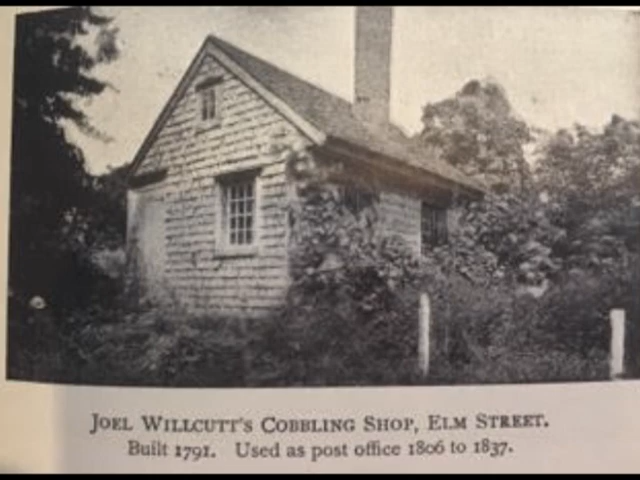 Joel Willcutt's Cobbling Shop, Elm Street.
Built 1791. Used as post office 1806 to 1837.